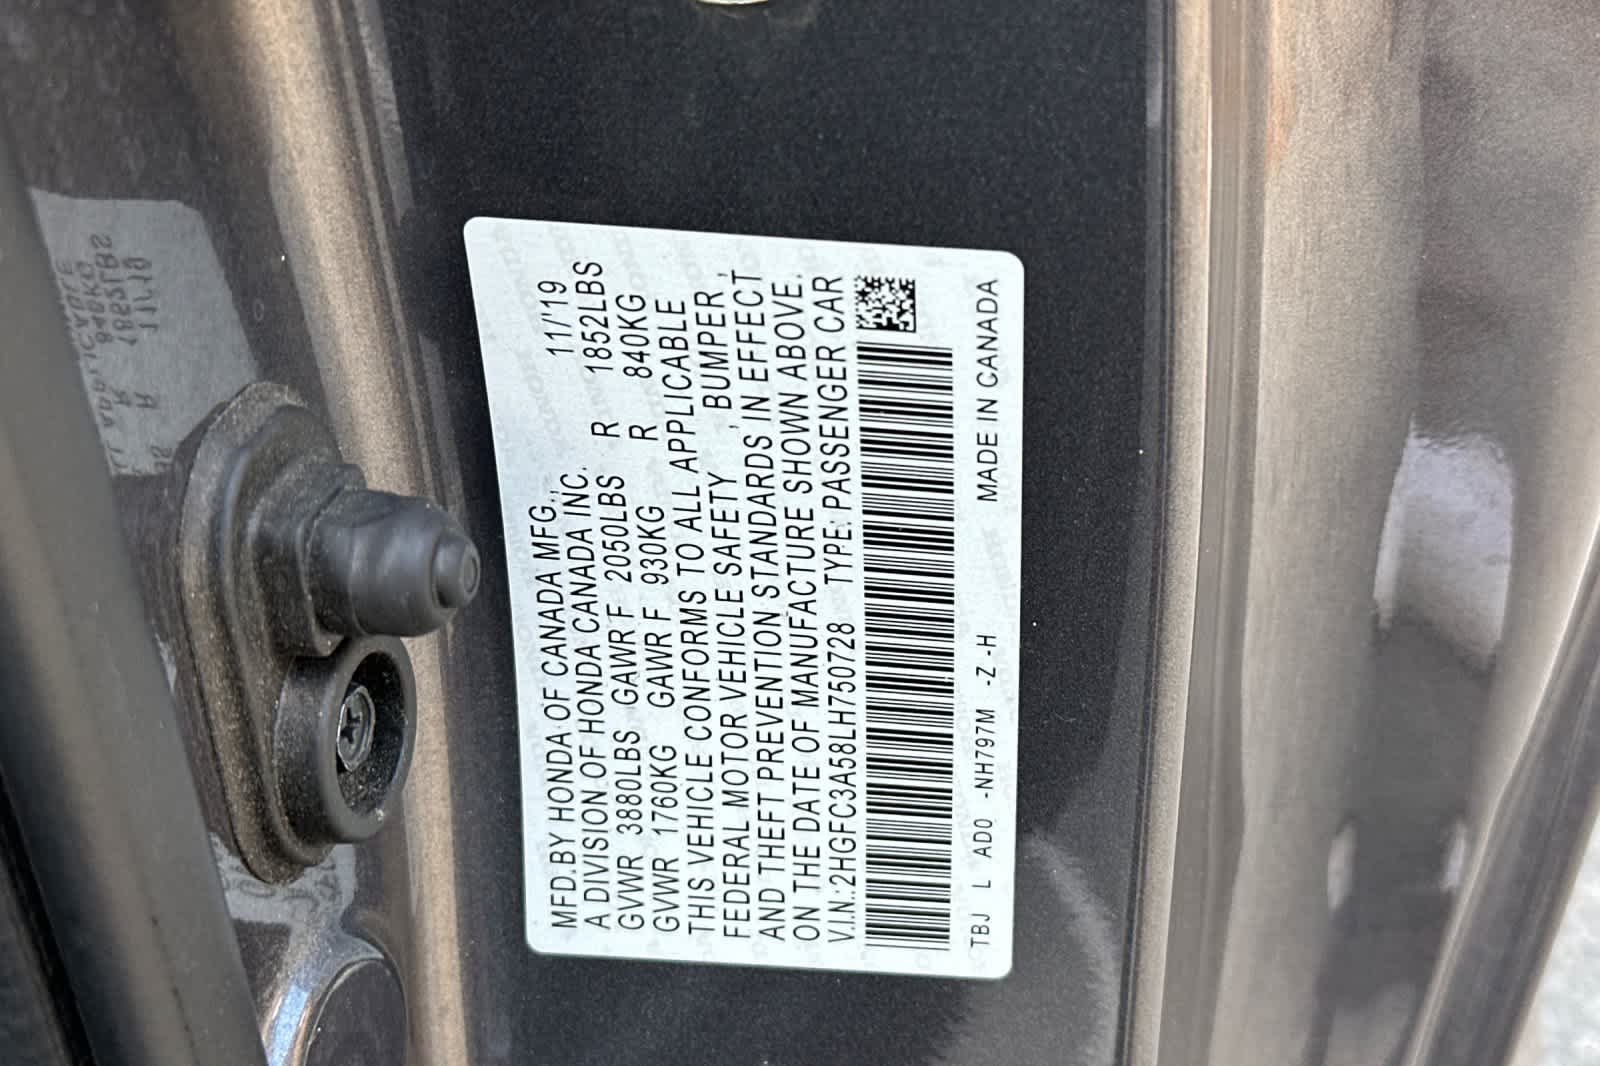 MFD.BY HONDA OF CANADA MFG., 11/'19
A DIVISION OF HONDA CANADA INC.
GVWR 3880LBS GAWR F 2050LBS R 1852LBS
GVWR 1760KG GAWR F 930KG R 840KG
THIS VEHICLE CONFORMS TO ALL APPLICABLE
FEDERAL MOTOR VEHICLE SAFETY , BUMPER ,
AND THEFT PREVENTION STANDARDS IN EFFECT
ON THE DATE OF MANUFACTURE SHOWN ABOVE.
V.I.N.:2HGFC3A58LH750728 TYPE: PASSENGER CAR
TBJ L AD0 -NH797M -Z -H MADE IN CANADA